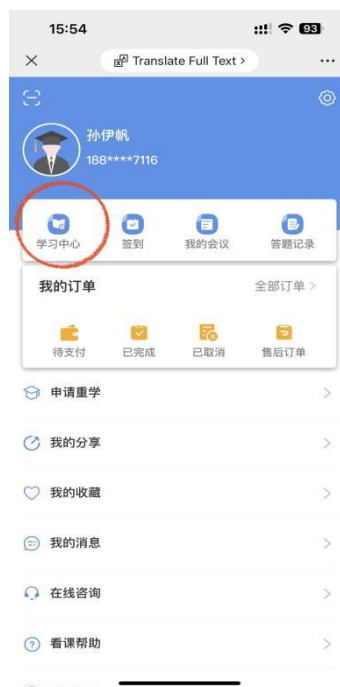 15:54
93
Translate Full Text >
孙伊帆
188****7116
学习中心 签到 我的会议 答题记录
我的订单 全部订单 >
待支付 已完成 已取消 售后订单
申请重学
我的分享
我的收藏
我的消息
在线咨询
看课帮助